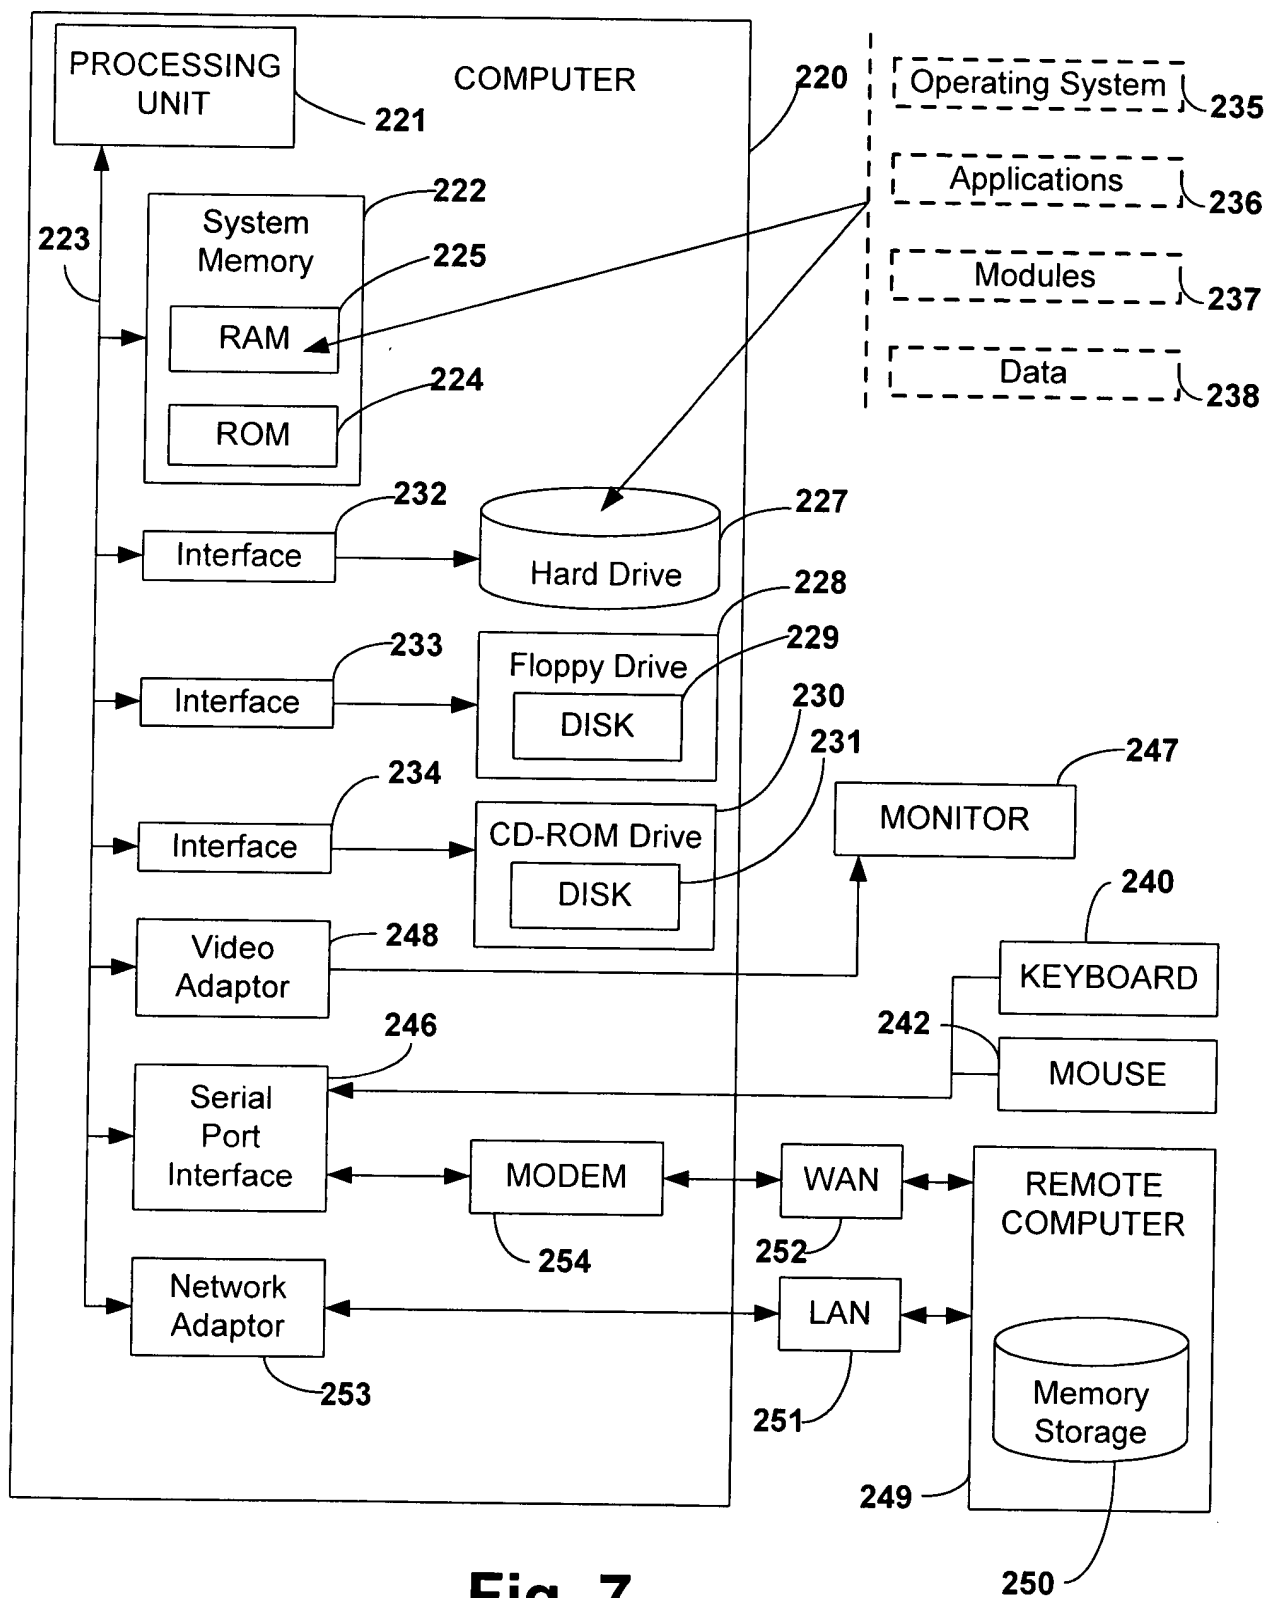 PROCESSING
UNIT
221
COMPUTER
220
Operating System
235
Applications
236
Modules
237
Data
238
223
System
Memory
222
RAM
225
ROM
224
Interface
232
Hard Drive
227
Interface
233
Floppy Drive
228
DISK
229
Interface
234
CD-ROM Drive
230
DISK
231
MONITOR
247
Video
Adaptor
248
KEYBOARD
240
MOUSE
242
Serial
Port
Interface
246
MODEM
254
WAN
252
REMOTE
COMPUTER
249
Network
Adaptor
253
LAN
251
Memory
Storage
250
Fig. 7